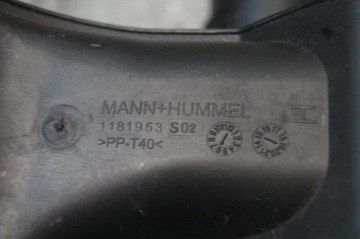 MANN+HUMMEL
1181953 S02
>PP-T40<